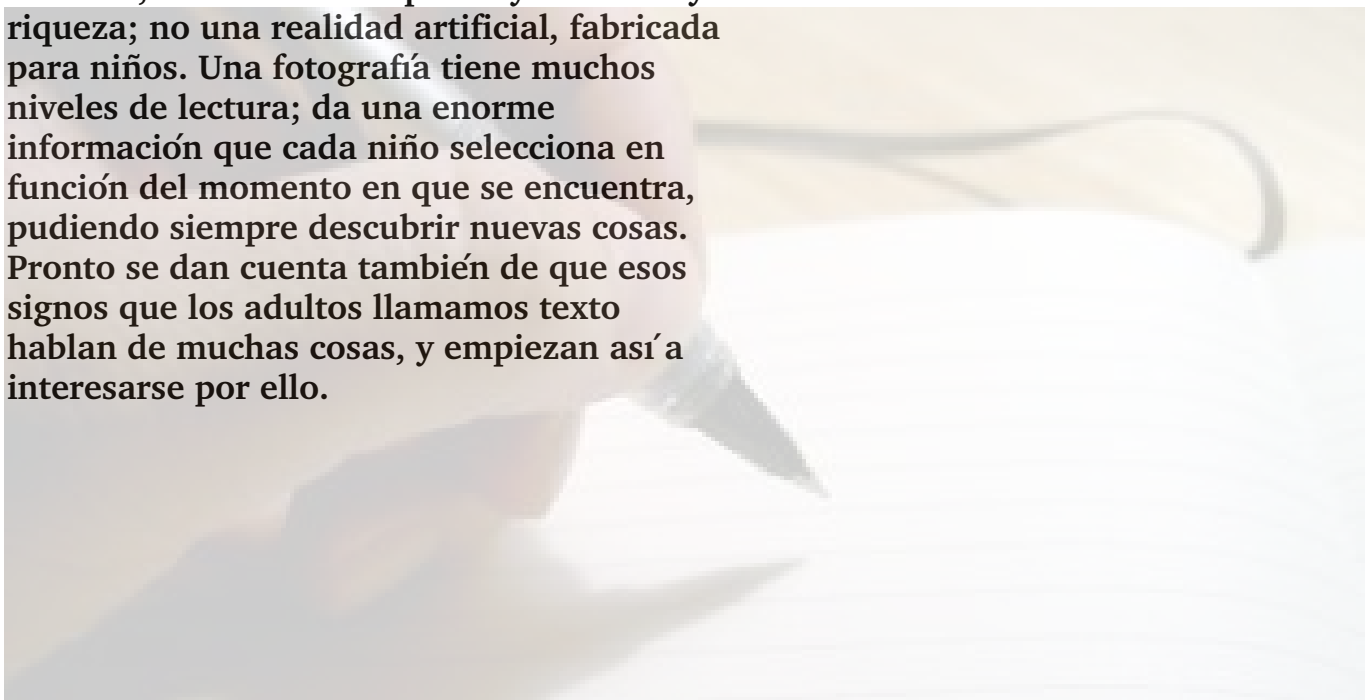 riqueza; no una realidad artificial, fabricada
para niños. Una fotografía tiene muchos
niveles de lectura; da una enorme
información que cada niño selecciona en
función del momento en que se encuentra,
pudiendo siempre descubrir nuevas cosas.
Pronto se dan cuenta también de que esos
signos que los adultos llamamos texto
hablan de muchas cosas, y empiezan así a
interesarse por ello.